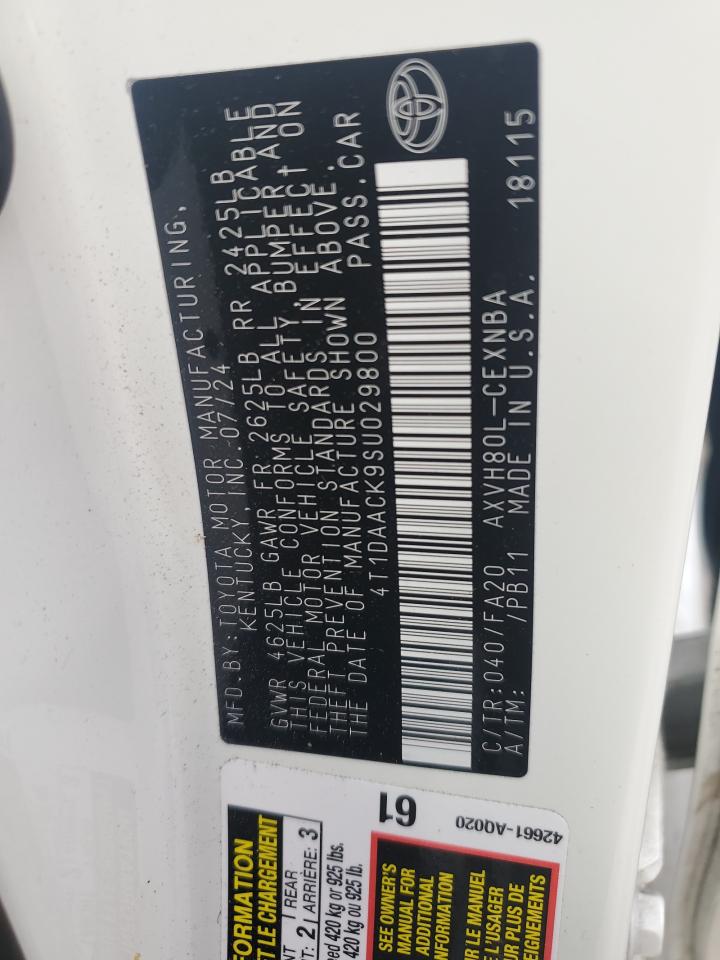 MFD. BY: TOYOTA MOTOR MANUFACTURING,
KENTUCKY, INC. 07/24
GVWR 4625LB GAWR FR 2625LB RR 2425LB
THIS VEHICLE CONFORMS TO ALL APPLICABLE
FEDERAL MOTOR VEHICLE SAFETY, BUMPER AND
THEFT PREVENTION STANDARDS IN EFFECT ON
THE DATE OF MANUFACTURE SHOWN ABOVE.
4T1DAACK9SU029800 PASS.CAR
C/TR: 040/FA20 AXVH80L-CEXNBA 18115
A/TM: /PB11 MADE IN U.S.A.
ET LE CHARGEMENT
REAR 3
2 ARRIÈRE: 3
420 kg or 925 lbs.
420 kg ou 925 lb.
SEE OWNER'S
MANUAL FOR
ADDITIONAL
LE MANUEL
L'USAGER
PLUS DE
61
42661-AQ020